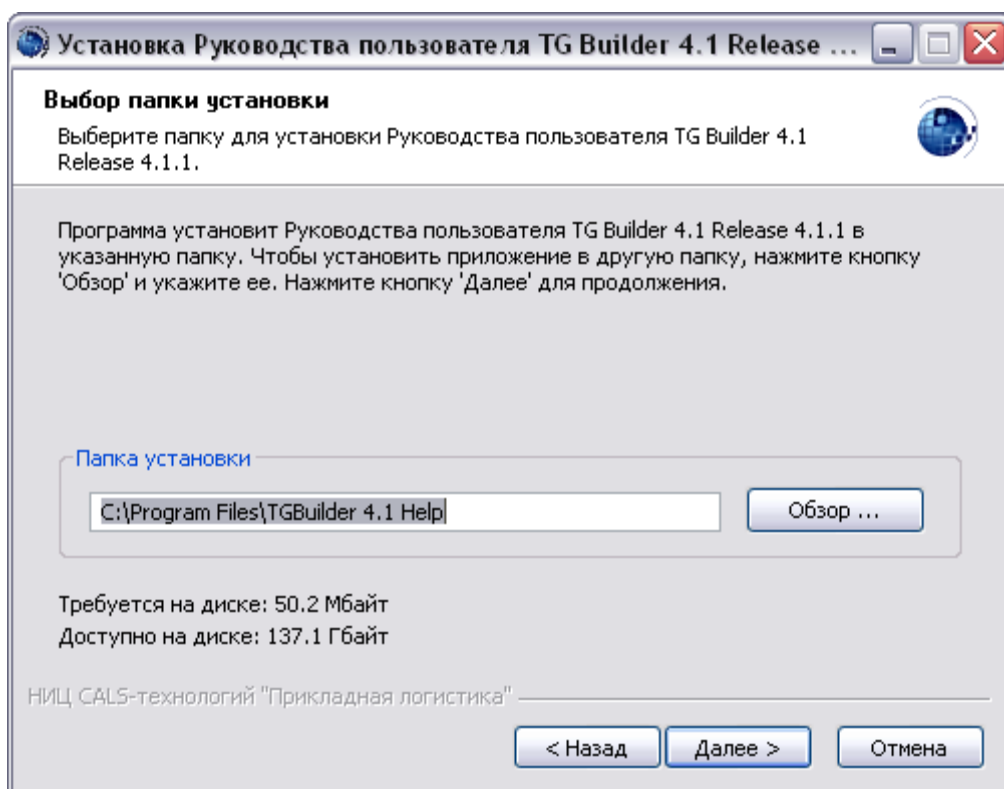 Установка Руководства пользователя TG Builder 4.1 Release ...
Выбор папки установки
Выберите папку для установки Руководства пользователя TG Builder 4.1
Release 4.1.1.
Программа установит Руководства пользователя TG Builder 4.1 Release 4.1.1 в
указанную папку. Чтобы установить приложение в другую папку, нажмите кнопку
'Обзор' и укажите ее. Нажмите кнопку 'Далее' для продолжения.
Папка установки
C:\Program Files\TGBuilder 4.1 Help
Обзор ...
Требуется на диске: 50.2 Мбайт
Доступно на диске: 137.1 Гбайт
НИЦ CALS-технологий "Прикладная логистика"
< Назад
Далее >
Отмена